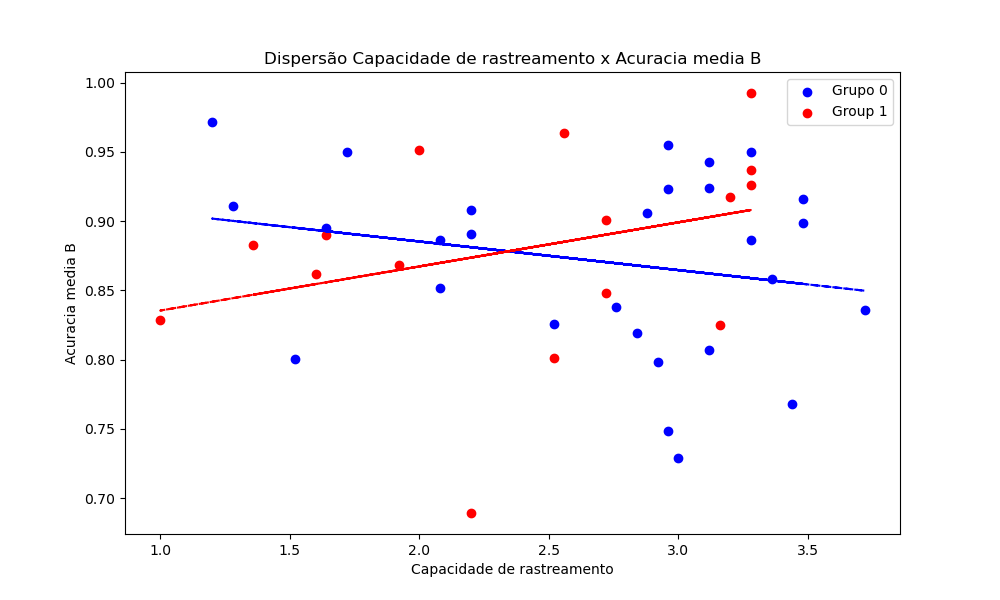 Dispersão Capacidade de rastreamento x Acuracia media B
Grupo 0
Group 1
1.00
0.95
0.90
0.85
0.80
0.75
0.70
Acuracia media B
1.0
1.5
2.0
2.5
3.0
3.5
Capacidade de rastreamento